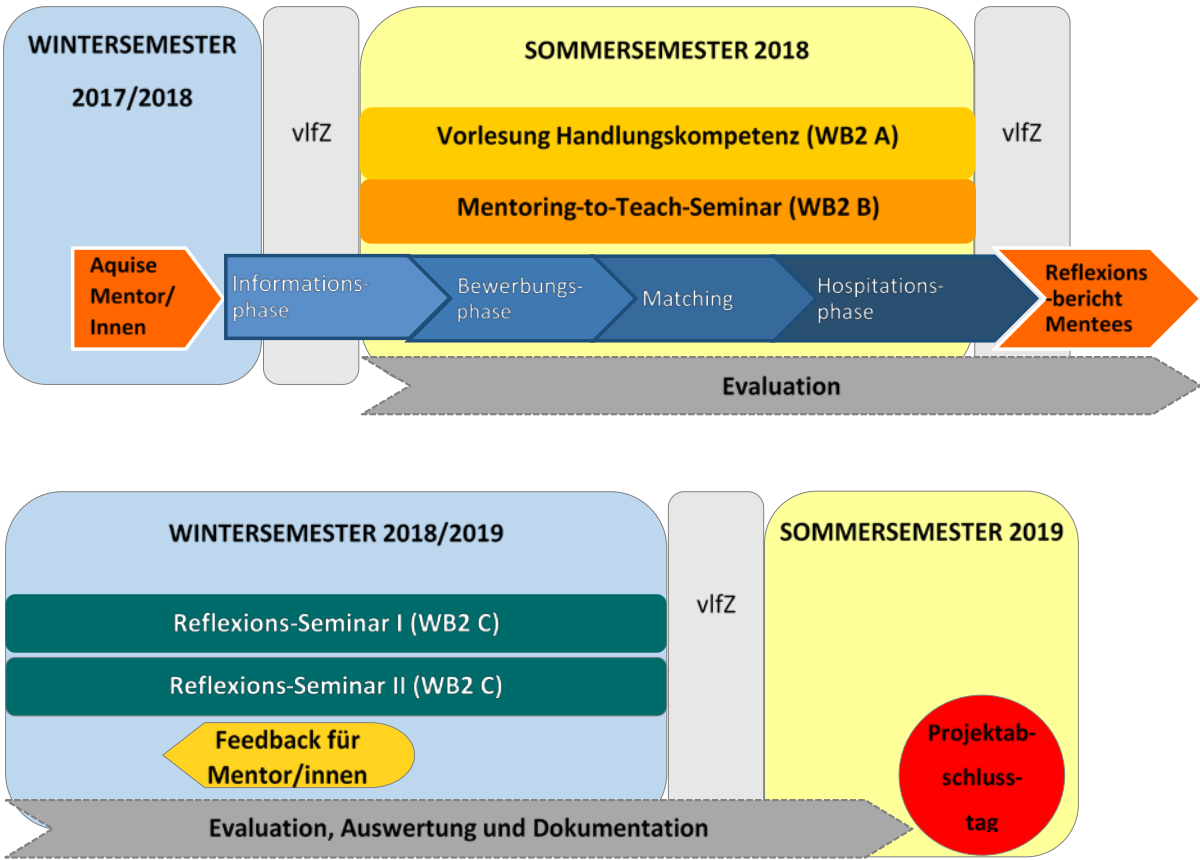 WINTERSEMESTER
2017/2018
vlfZ
SOMMERSEMESTER 2018
vlfZ
Vorlesung Handlungskompetenz (WB2 A)
Mentoring-to-Teach-Seminar (WB2 B)
Aquise
Mentor/
Innen
Informations-
phase
Bewerbungs-
phase
Matching
Hospitations-
phase
Reflexions
-bericht
Mentees
Evaluation
WINTERSEMESTER 2018/2019
vlfZ
SOMMERSEMESTER 2019
Reflexions-Seminar I (WB2 C)
Reflexions-Seminar II (WB2 C)
Feedback für
Mentor/innen
Projektab-
schluss-
tag
Evaluation, Auswertung und Dokumentation